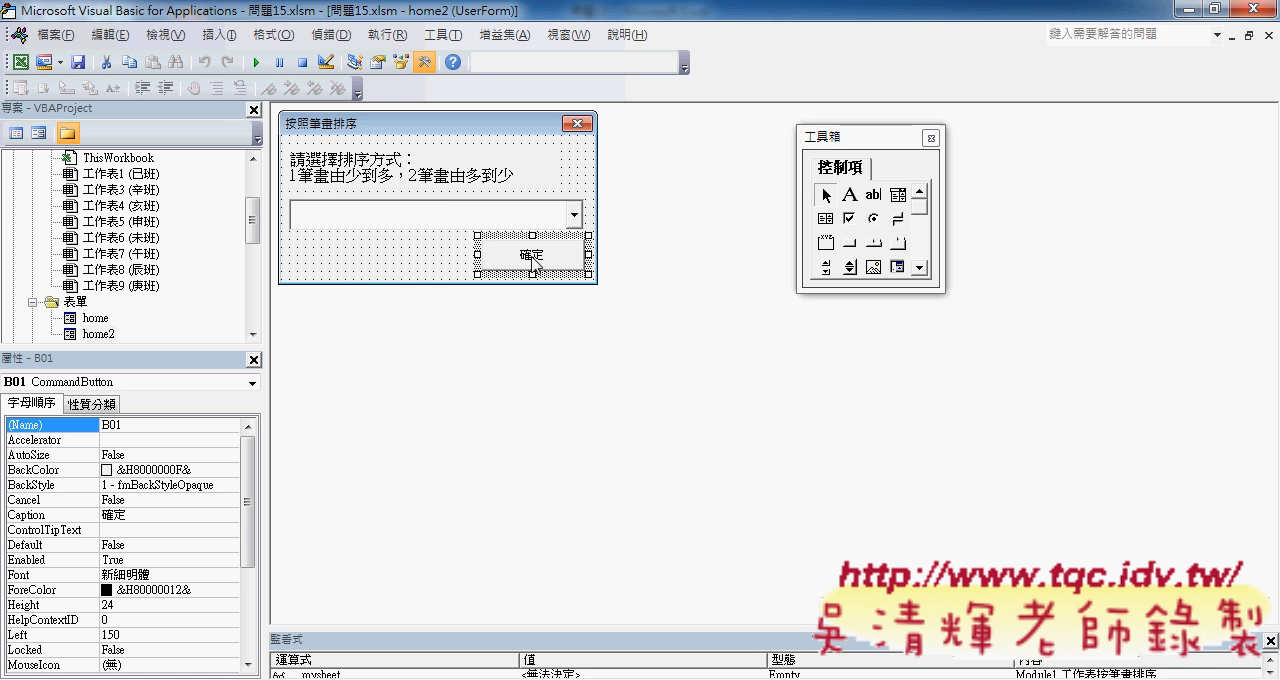 Microsoft Visual Basic for Applications - 問題15.xlsm - [問題15.xlsm - home2 (UserForm)]
檔案(F) 編輯(E) 檢視(V) 插入(I) 格式(O) 偵錯(D) 執行(R) 工具(T) 增益集(A) 視窗(W) 說明(H) 鍵入需要解答的問題
專案 - VBAProject
ThisWorkbook
工作表1 (巳班)
工作表3 (辛班)
工作表4 (亥班)
工作表5 (申班)
工作表6 (未班)
工作表7 (午班)
工作表8 (辰班)
工作表9 (庚班)
表單
home
home2
屬性 - B01
B01 CommandButton
字母順序 性質分類
(Name) B01
Accelerator
AutoSize False
BackColor &H8000000F&
BackStyle 1 - fmBackStyleOpaque
Cancel False
Caption 確定
ControlTipText
Default False
Enabled True
Font 新細明體
ForeColor &H80000012&
Height 24
HelpContextID 0
Left 150
Locked False
MouseIcon (無)
按照筆畫排序
請選擇排序方式：
1筆畫由少到多，2筆畫由多到少
確定
工具箱
控制項
A ab|
http://www.tqc.idv.tw/
吳清輝老師錄製
監看式
運算式 值 型態 內容
mysheet <無法決定> Empty Module1.工作表按筆畫排序